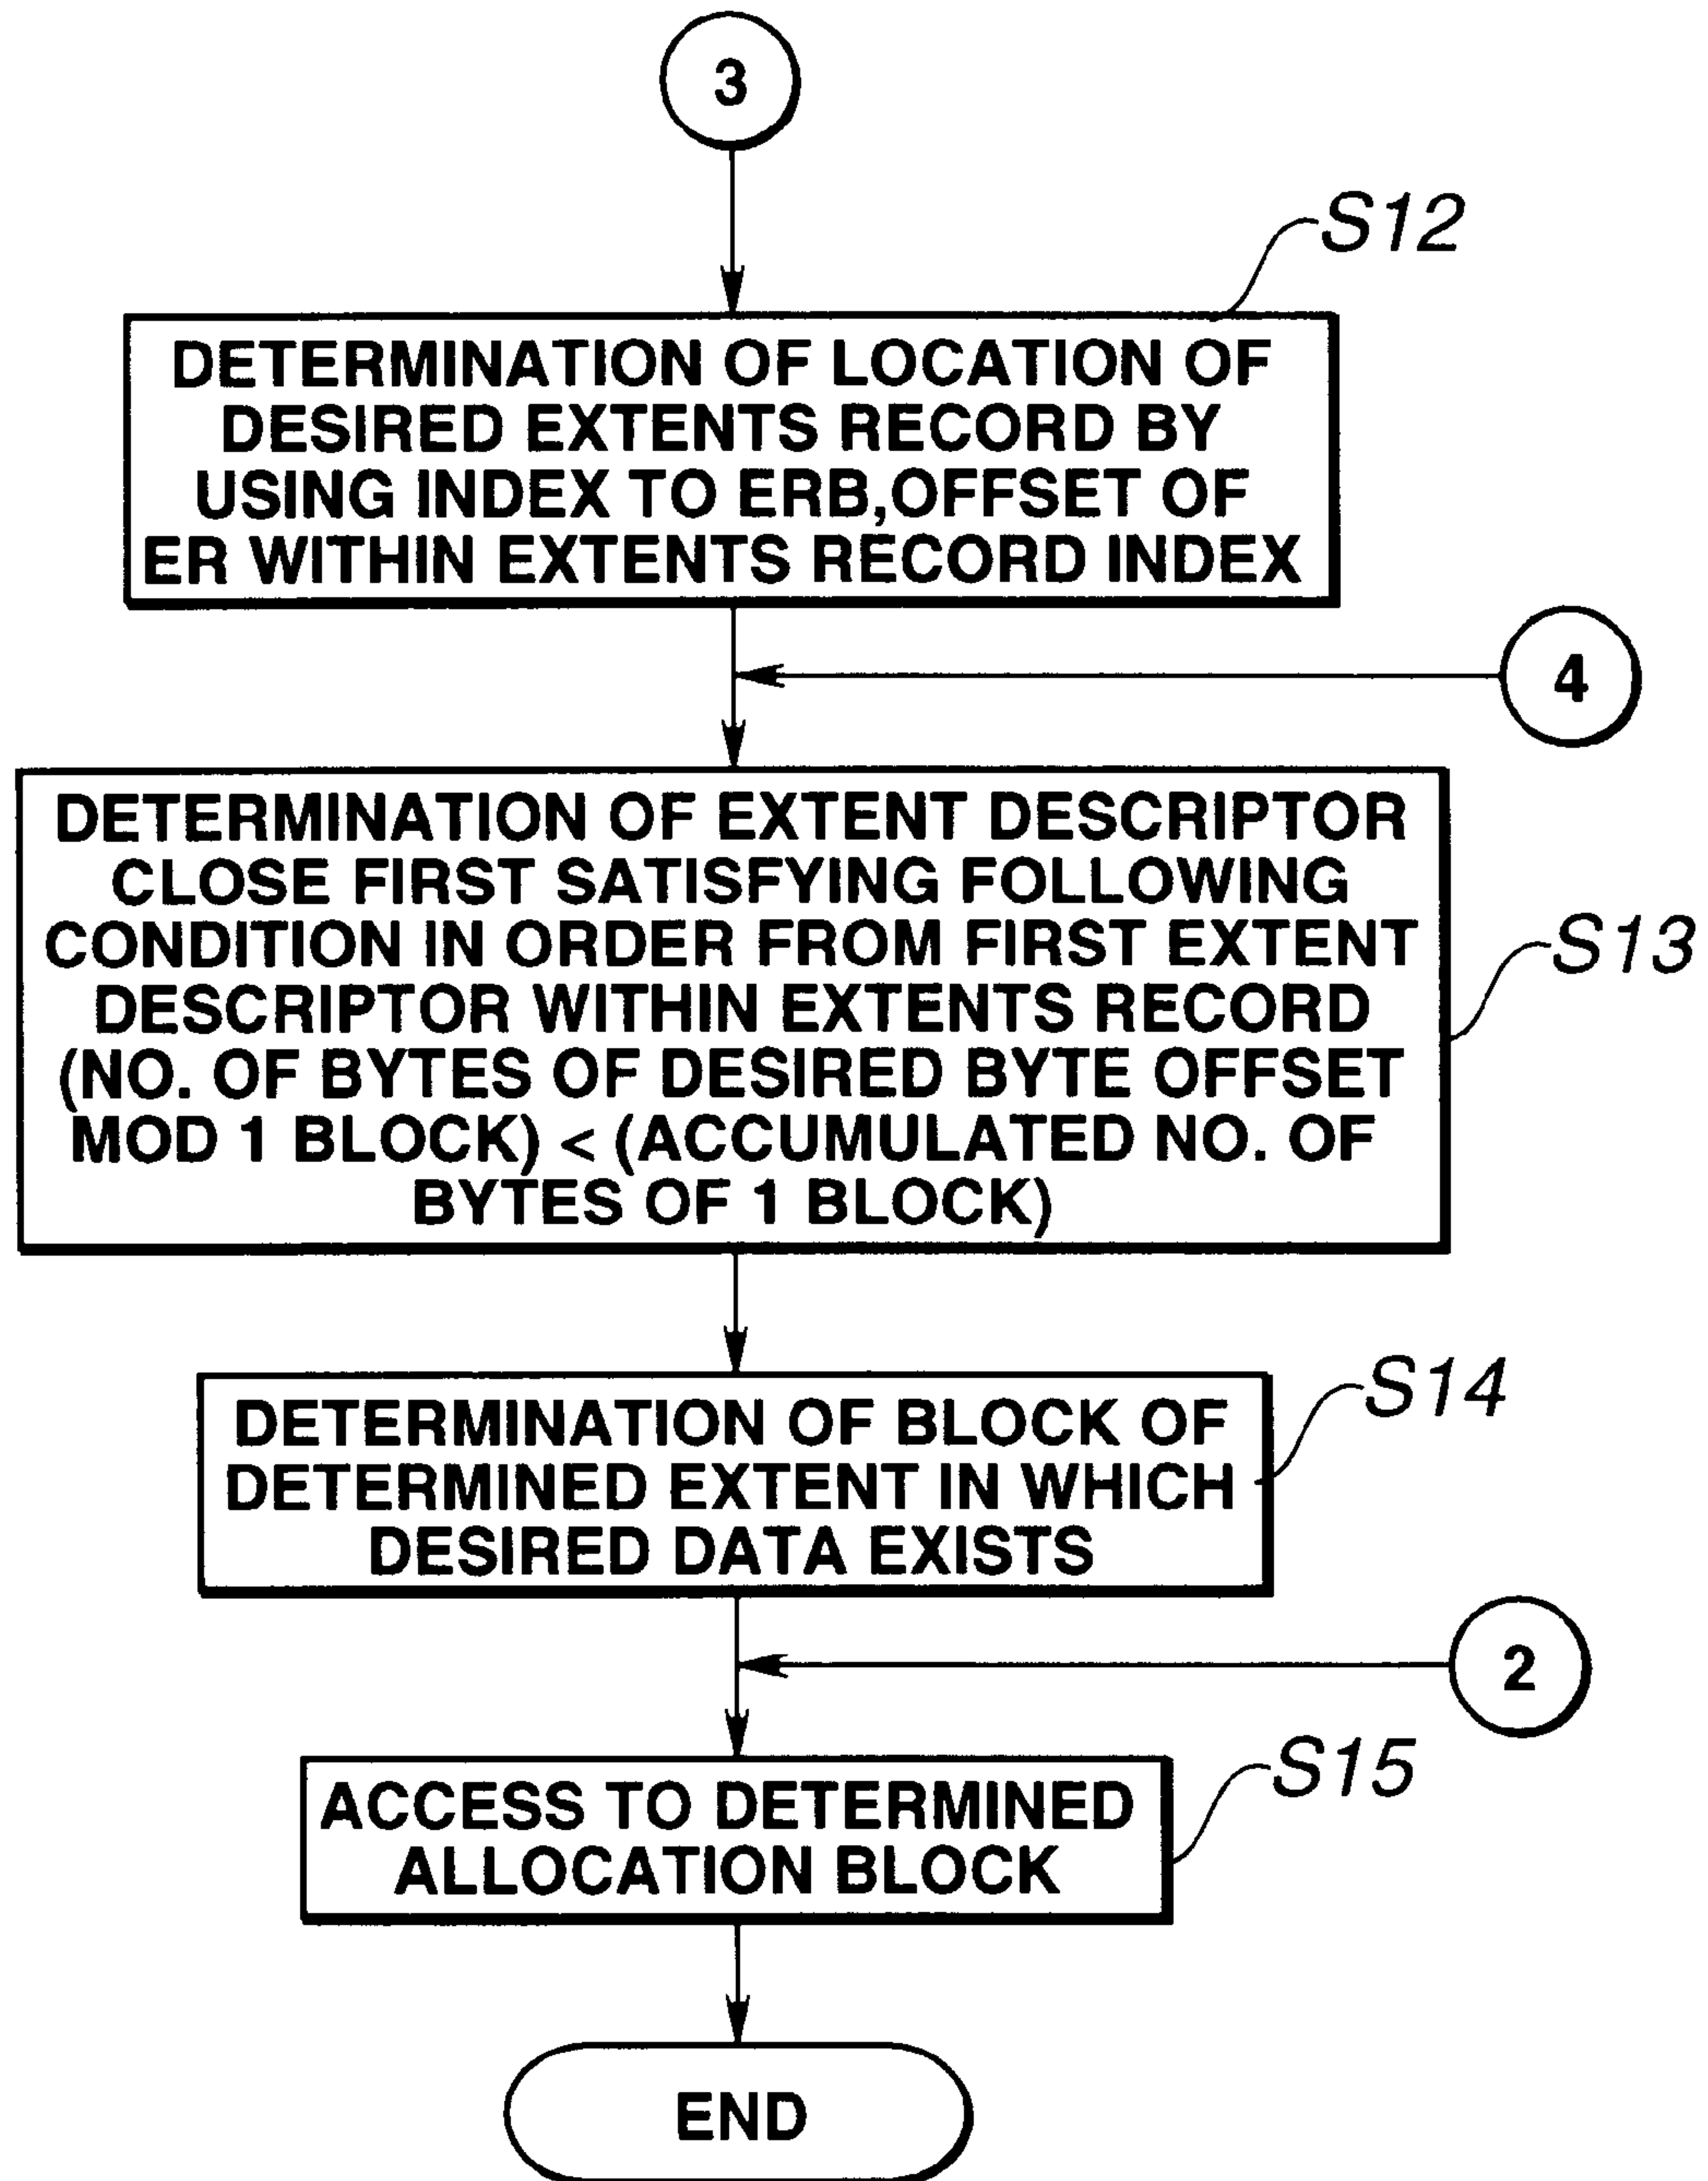 3
S12
DETERMINATION OF LOCATION OF
DESIRED EXTENTS RECORD BY
USING INDEX TO ERB,OFFSET OF
ER WITHIN EXTENTS RECORD INDEX
4
DETERMINATION OF EXTENT DESCRIPTOR
CLOSE FIRST SATISFYING FOLLOWING
CONDITION IN ORDER FROM FIRST EXTENT
DESCRIPTOR WITHIN EXTENTS RECORD
(NO. OF BYTES OF DESIRED BYTE OFFSET
MOD 1 BLOCK) < (ACCUMULATED NO. OF
BYTES OF 1 BLOCK)
S13
S14
DETERMINATION OF BLOCK OF
DETERMINED EXTENT IN WHICH
DESIRED DATA EXISTS
2
S15
ACCESS TO DETERMINED
ALLOCATION BLOCK
END